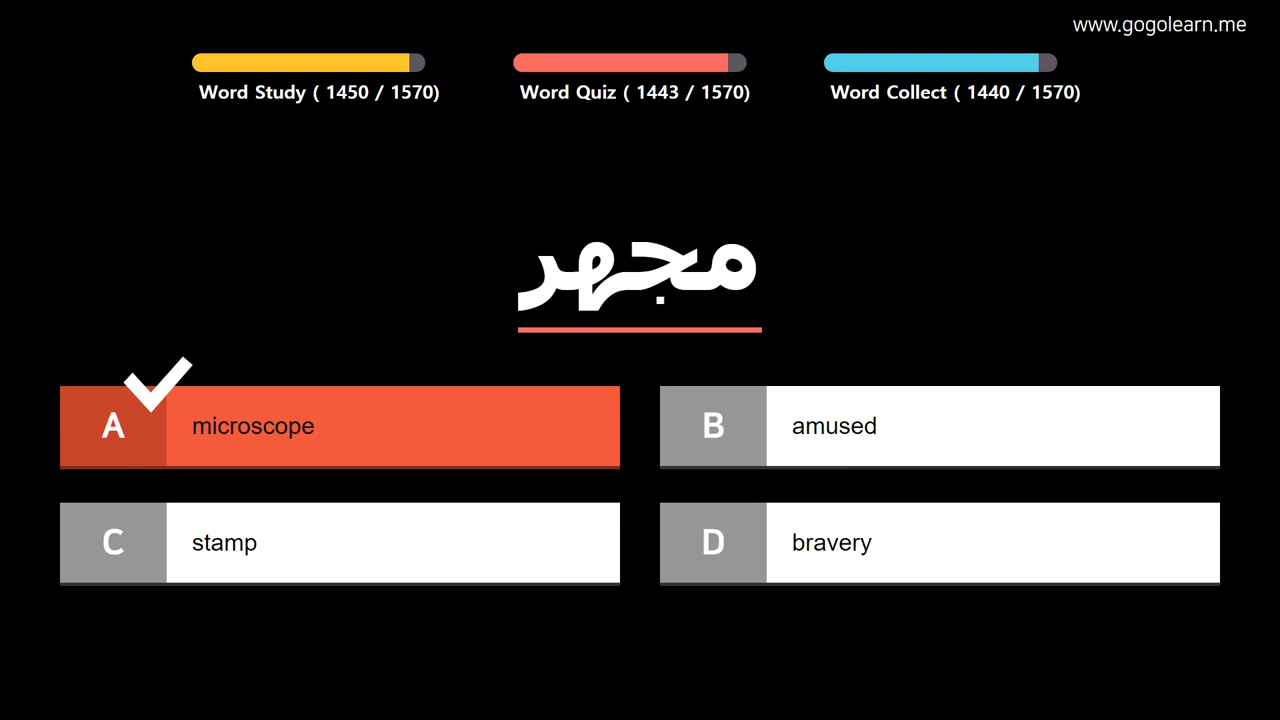 www.gogolearn.me
Word Study ( 1450 / 1570)
Word Quiz ( 1443 / 1570)
Word Collect ( 1440 / 1570)
مجهر
A microscope
B amused
C stamp
D bravery